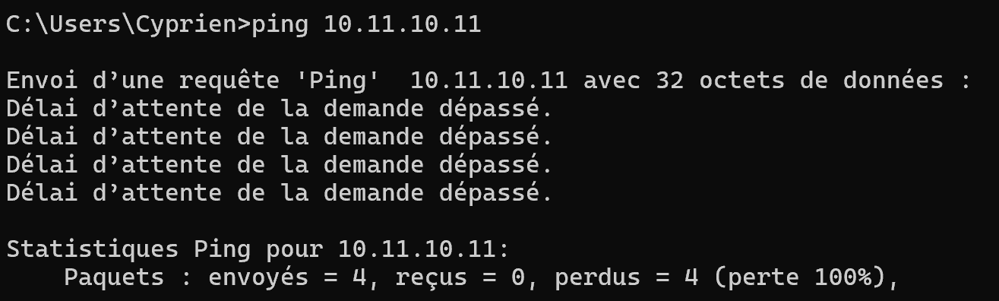 C:\Users\Cyprien>ping 10.11.10.11
Envoi d’une requête 'Ping'  10.11.10.11 avec 32 octets de données :
Délai d’attente de la demande dépassé.
Délai d’attente de la demande dépassé.
Délai d’attente de la demande dépassé.
Délai d’attente de la demande dépassé.
Statistiques Ping pour 10.11.10.11:
    Paquets : envoyés = 4, reçus = 0, perdus = 4 (perte 100%),